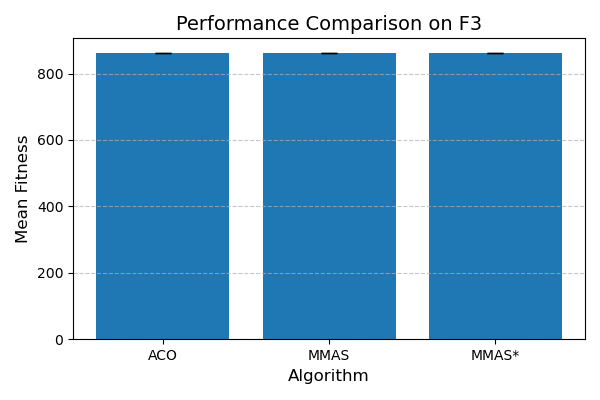 Performance Comparison on F3
Mean Fitness
800
600
400
200
0
ACO
MMAS
MMAS*
Algorithm